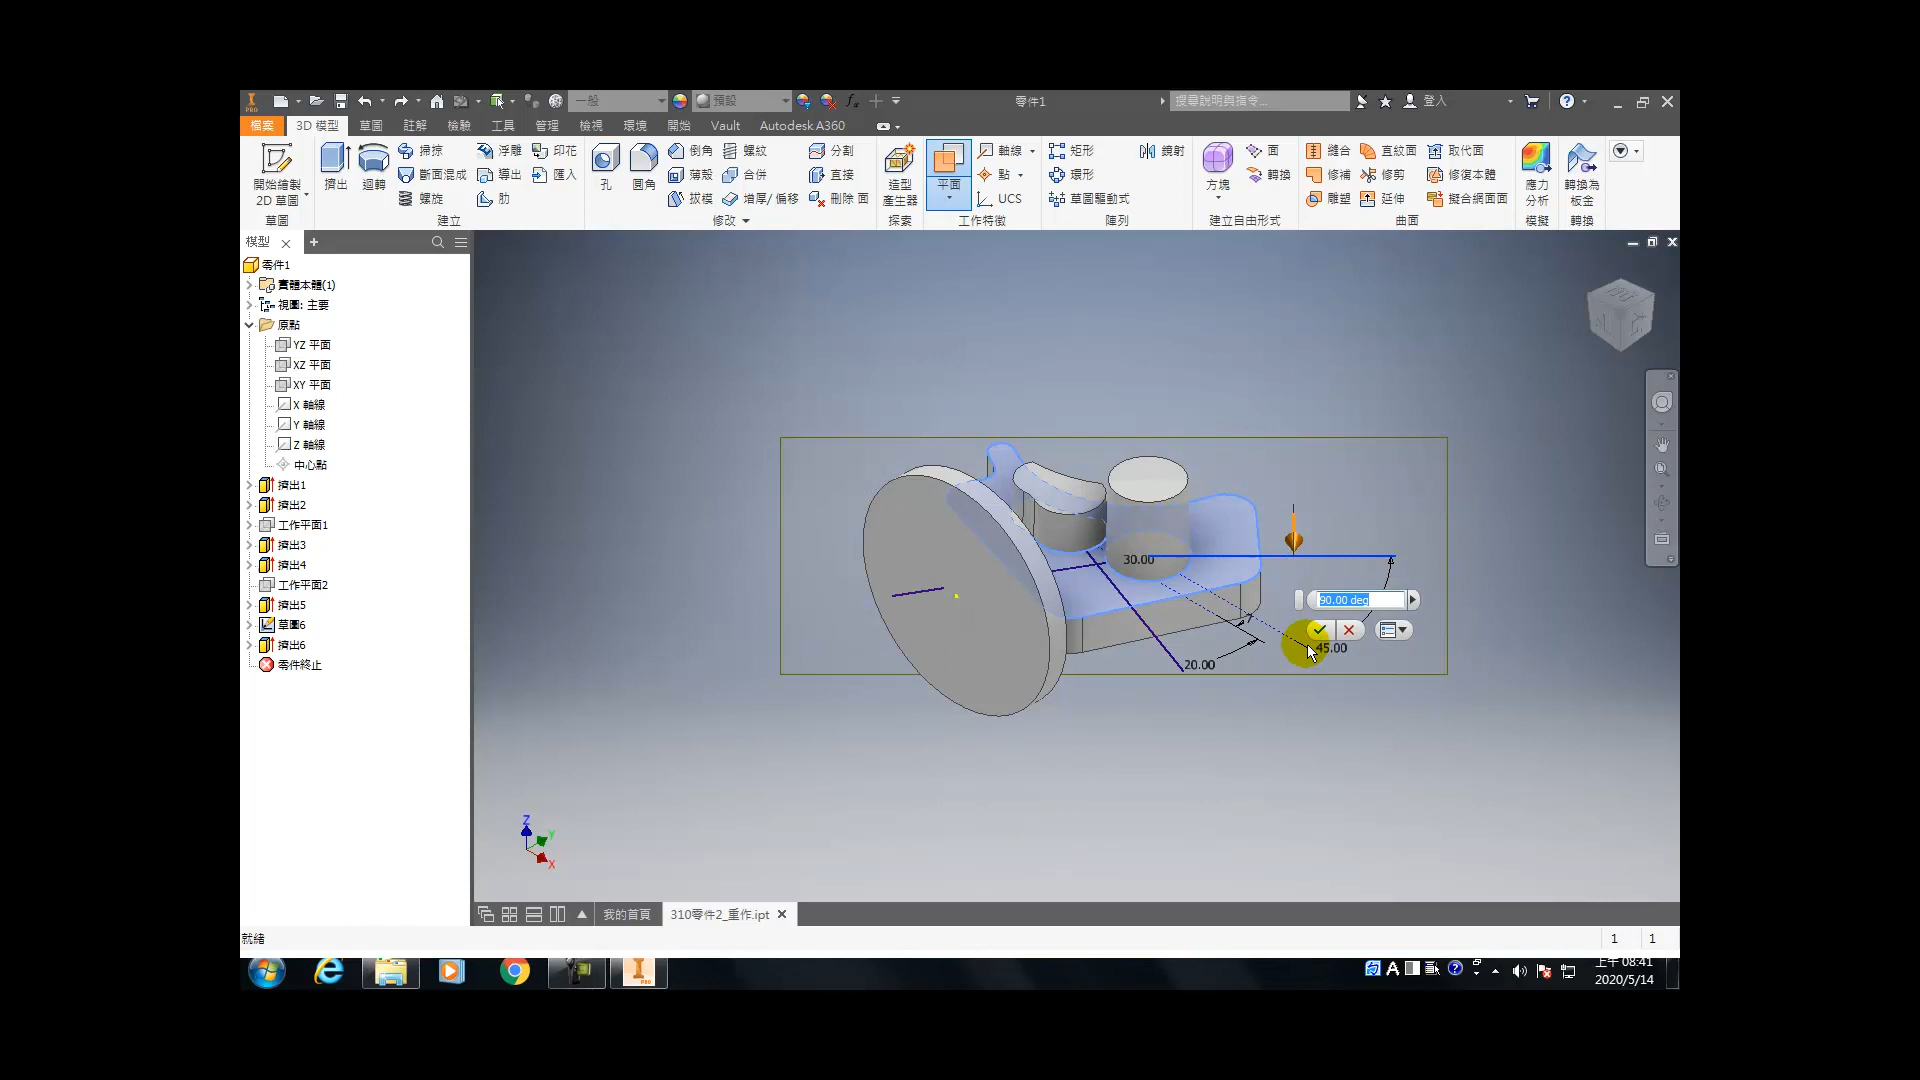 PRO 一般 預設 fx 零件1 搜尋說明與指令... 登入
檔案 3D 模型 草圖 註解 檢驗 工具 管理 檢視 環境 開始 Vault Autodesk A360
開始繪製 2D 草圖
擠出
迴轉
掃掠
斷面混成
螺旋
浮雕
導出
肋
印花
匯入
孔
圓角
倒角
薄殼
拔模
螺紋
合併
增厚/ 偏移
分割
直接
刪除 面
造型
產生器
平面
軸線
點
UCS
矩形
環形
草圖驅動式
鏡射
方塊
面
轉換
縫合
修補
雕塑
直紋面
修剪
延伸
取代面
修復本體
擬合網面面
應力
分析
轉換為
板金
草圖 建立 修改 探索 工作特徵 陣列 建立自由形式 曲面 模擬 轉換
模型
零件1
實體本體(1)
視圖: 主要
原點
YZ 平面
XZ 平面
XY 平面
X 軸線
Y 軸線
Z 軸線
中心點
擠出1
擠出2
工作平面1
擠出3
擠出4
工作平面2
擠出5
草圖6
擠出6
零件終止
30.00
90.00 deg
45.00
20.00
Z
Y
X
我的首頁 310零件2_重作.ipt
就緒 1 1
PRO A 上午 08:41
2020/5/14